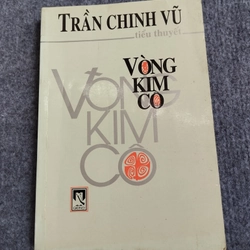 TRẦN CHINH VŨ
tiểu thuyết
VÒNG
KIM
CÔ
VÒNG
KIM
CÔ